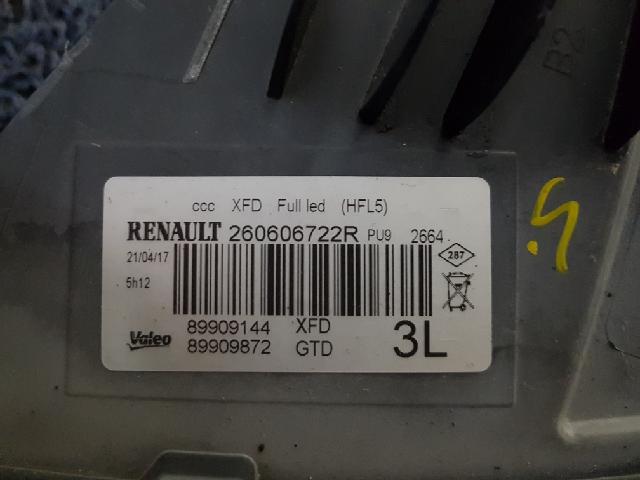 B2
ccc XFD Full led (HFL5)
RENAULT 260606722R PU9 2664
21/04/17
287
5h12
89909144 XFD
Valeo 89909872 GTD
3L
5.